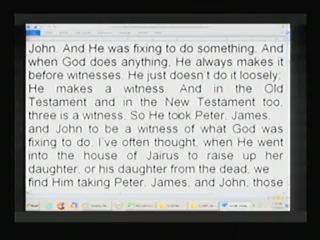 John. And He was fixing to do something. And
when God does anything, He always makes it
before witnesses. He just doesn't do it loosely;
He makes a witness. And in the Old
Testament and in the New Testament too,
three is a witness. So He took Peter, James,
and John to be a witness of what God was
fixing to do. I've often thought, when He went
into the house of Jairus to raise up her
daughter, or his daughter from the dead, we
find Him taking Peter, James, and John, those